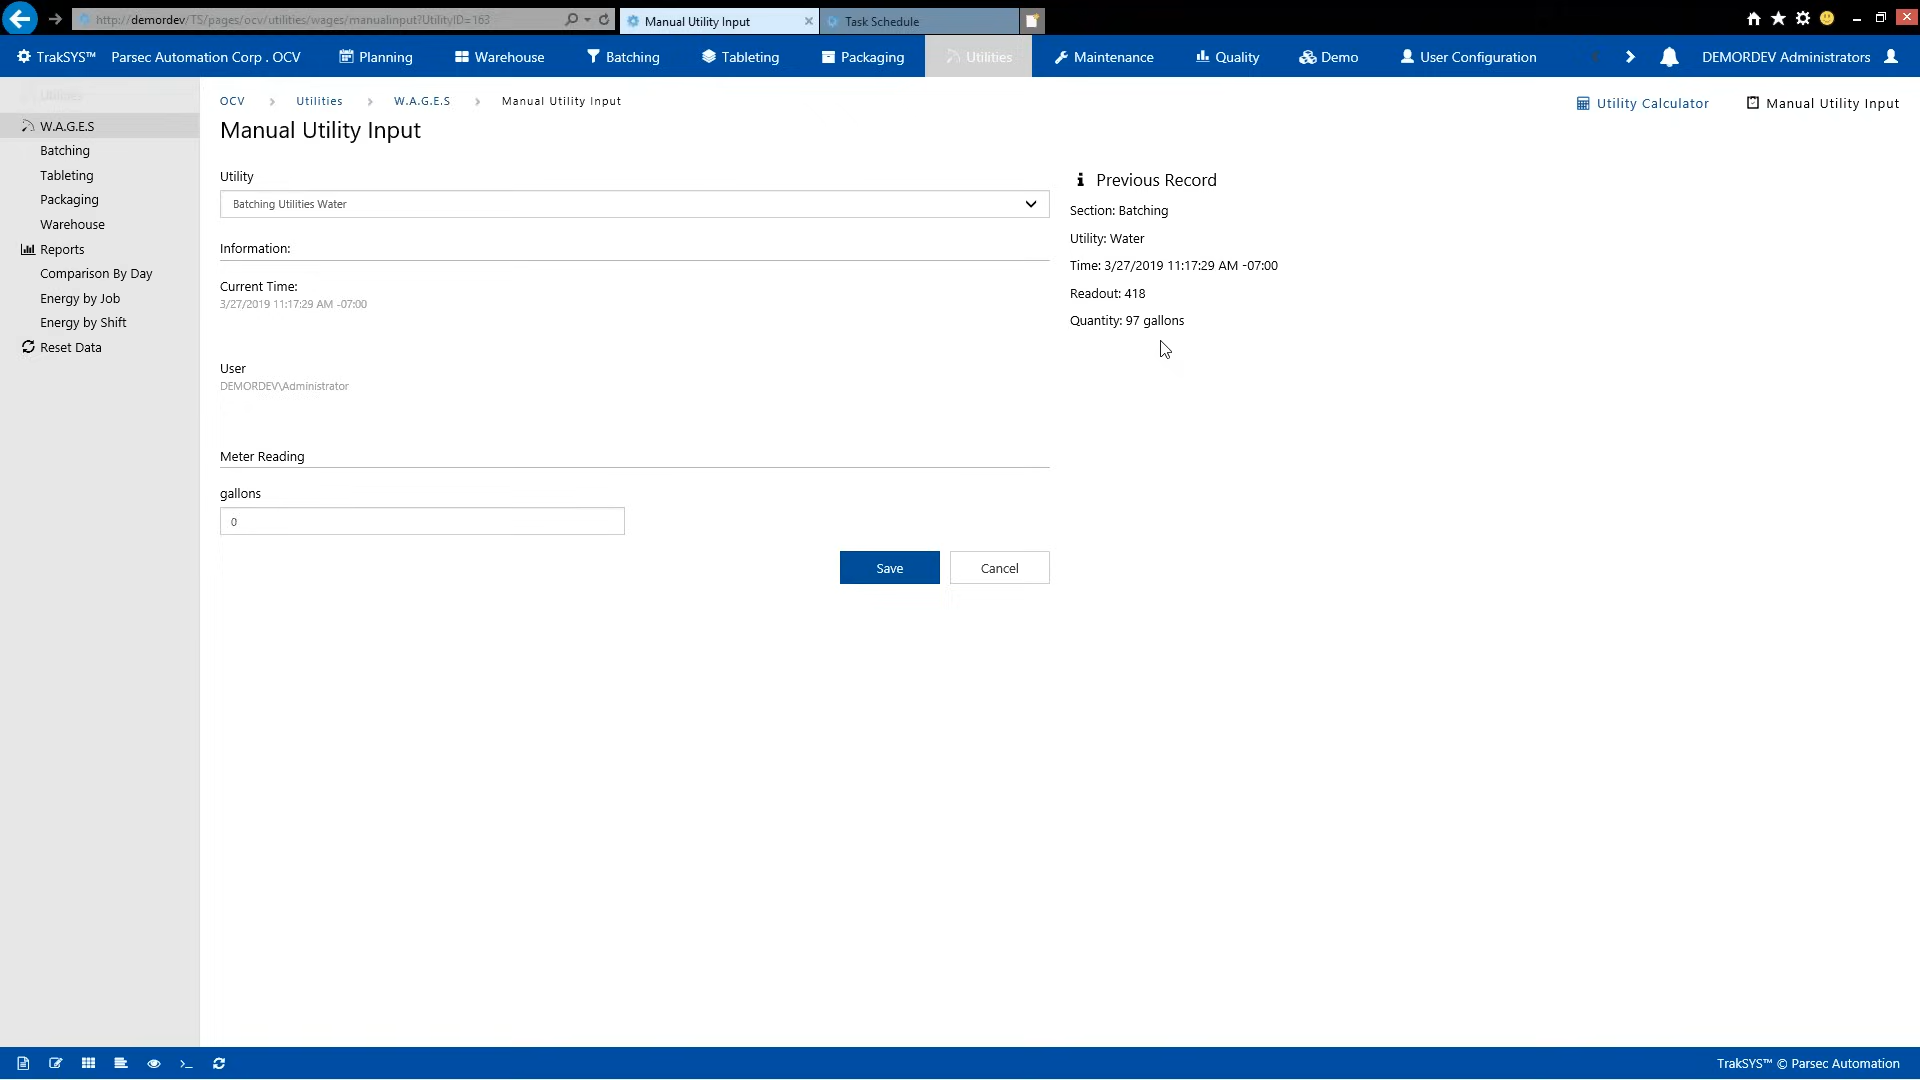 http://demordev/TS/pages/ocv/utilities/wages/manualinput?UtilityID=163
Manual Utility Input
Task Schedule
TrakSYS™
Parsec Automation Corp . OCV
Planning
Warehouse
Batching
Tableting
Packaging
Utilities
Maintenance
Quality
Demo
User Configuration
DEMORDEV Administrators
Utilities
W.A.G.E.S
Batching
Tableting
Packaging
Warehouse
Reports
Comparison By Day
Energy by Job
Energy by Shift
Reset Data
OCV > Utilities > W.A.G.E.S > Manual Utility Input
Utility Calculator
Manual Utility Input
Manual Utility Input
Utility
Batching Utilities Water
Information:
Current Time:
3/27/2019 11:17:29 AM -07:00
User
DEMORDEV\Administrator
Meter Reading
gallons
0
Save
Cancel
Previous Record
Section: Batching
Utility: Water
Time: 3/27/2019 11:17:29 AM -07:00
Readout: 418
Quantity: 97 gallons
TrakSYS™ © Parsec Automation